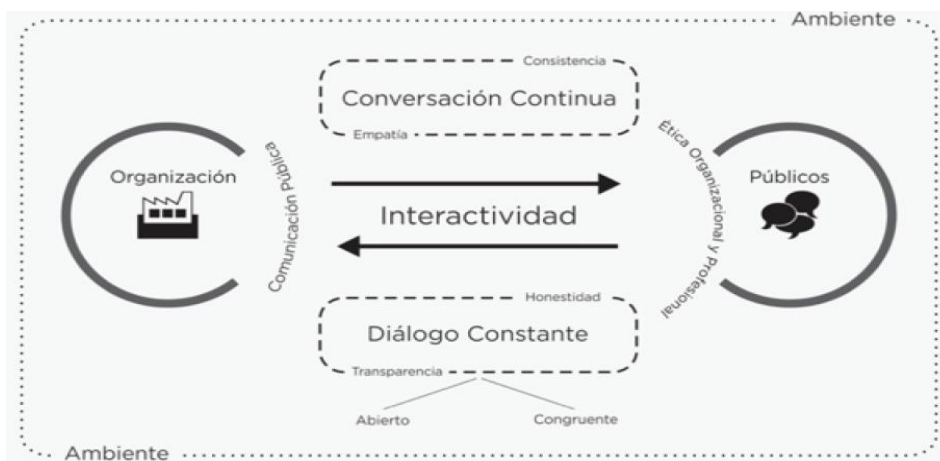 Ambiente
Consistencia
Conversación Continua
Empatía
Organización
Comunicación Pública
Interactividad
Ética Organizacional y Profesional
Públicos
Honestidad
Diálogo Constante
Transparencia
Abierto
Congruente
Ambiente